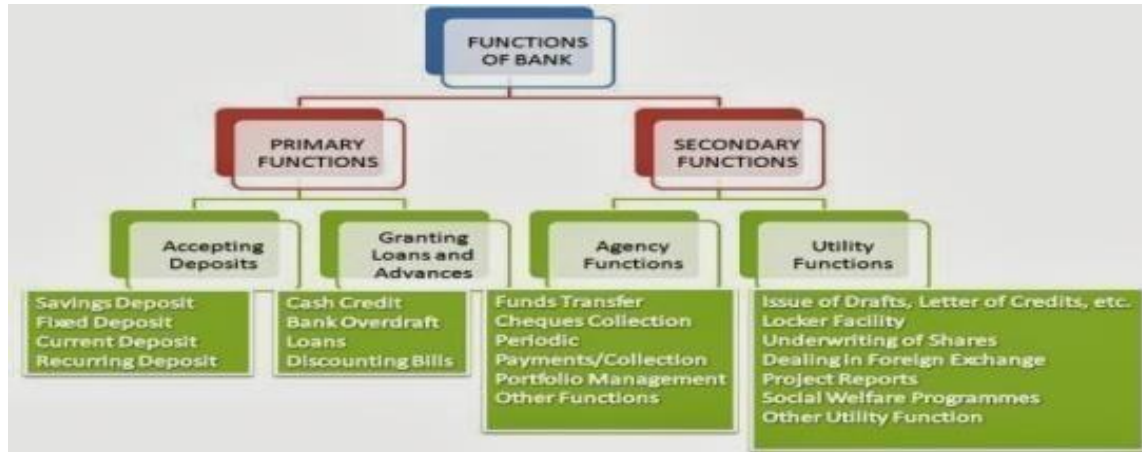 FUNCTIONS
OF BANK
PRIMARY
FUNCTIONS
SECONDARY
FUNCTIONS
Accepting
Deposits
Granting
Loans and
Advances
Agency
Functions
Utility
Functions
Savings Deposit
Fixed Deposit
Current Deposit
Recurring Deposit
Cash Credit
Bank Overdraft
Loans
Discounting Bills
Funds Transfer
Cheques Collection
Periodic
Payments/Collection
Portfolio Management
Other Functions
Issue of Drafts, Letter of Credits, etc.
Locker Facility
Underwriting of Shares
Dealing in Foreign Exchange
Project Reports
Social Welfare Programmes
Other Utility Function